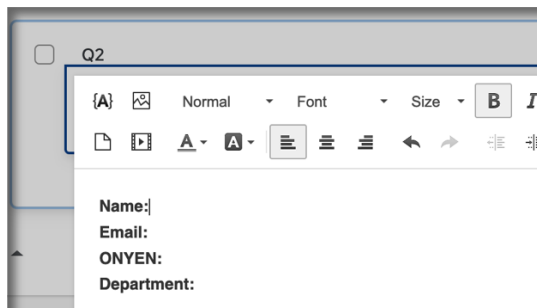 Q2
{A} Normal Font Size B I
A A
Name:
Email:
ONYEN:
Department: